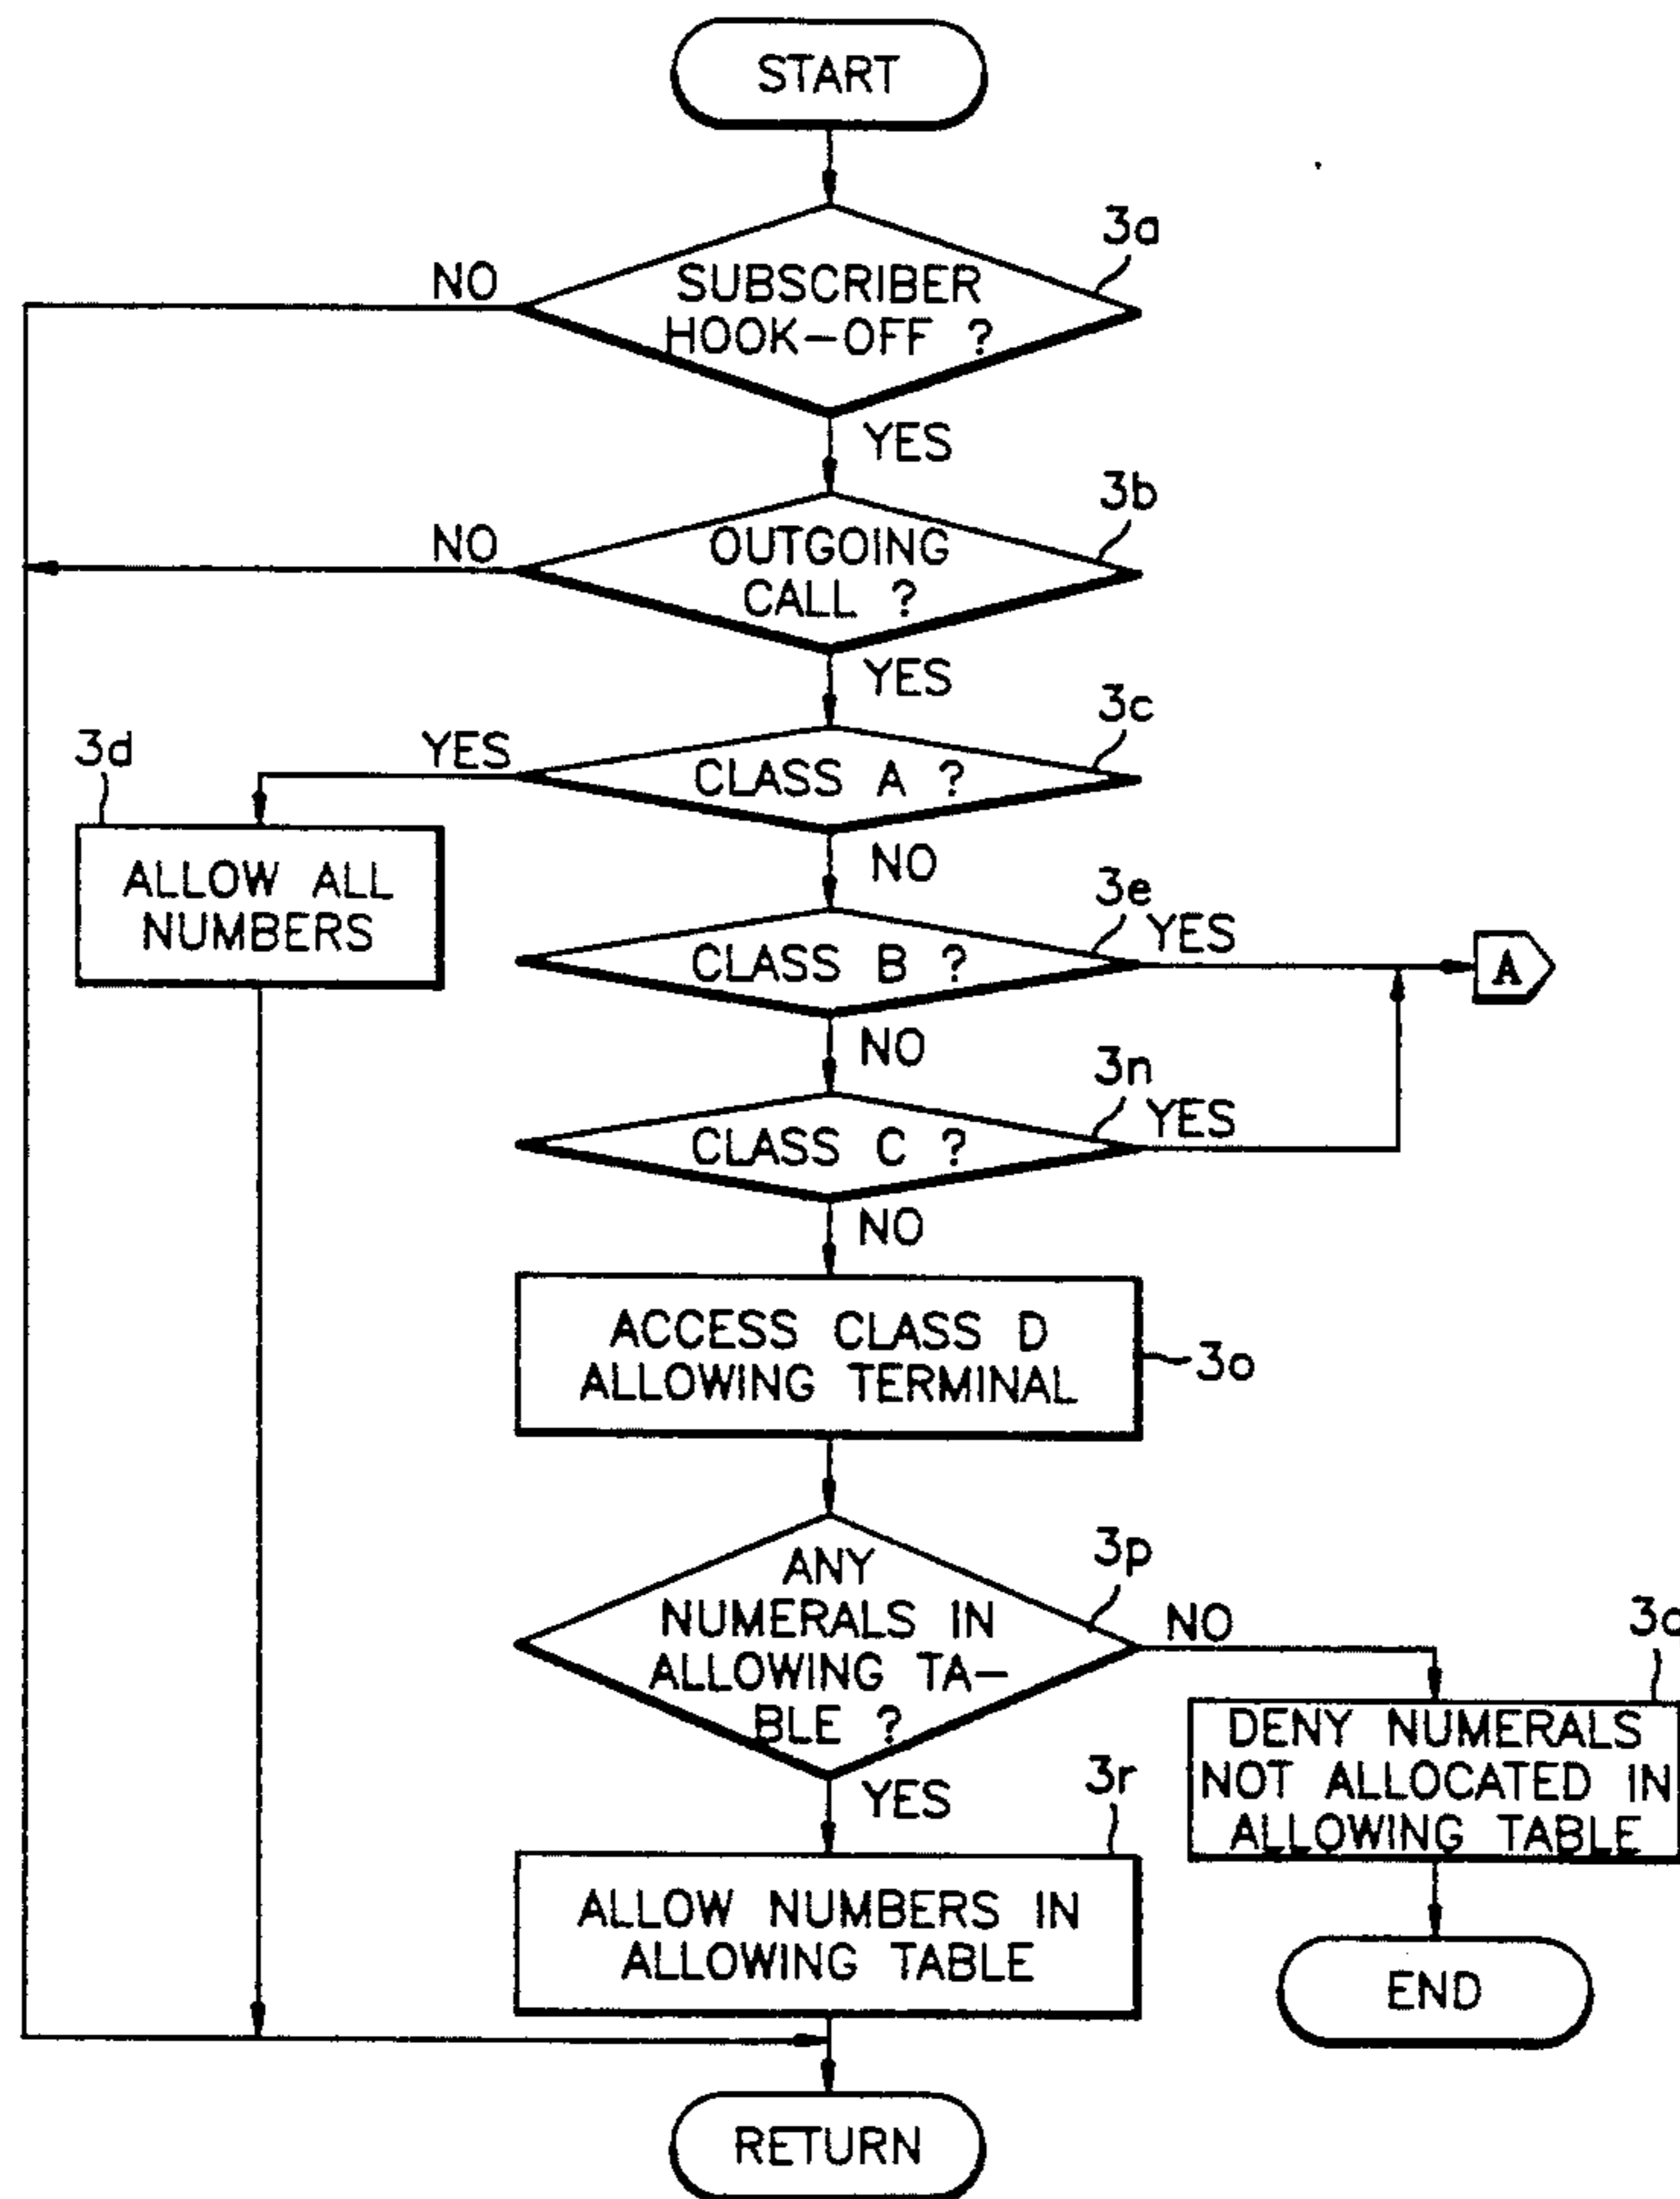 START
3a
NO
SUBSCRIBER
HOOK-OFF ?
YES
3b
NO
OUTGOING
CALL ?
YES
3c
3d
YES
CLASS A ?
NO
ALLOW ALL
NUMBERS
3e
YES
CLASS B ?
A
NO
3n
YES
CLASS C ?
NO
ACCESS CLASS D
ALLOWING TERMINAL
3o
3p
ANY
NUMERALS IN
ALLOWING TA-
BLE ?
NO
DENY NUMERALS
NOT ALLOCATED IN
ALLOWING TABLE
YES
3r
ALLOW NUMBERS IN
ALLOWING TABLE
END
RETURN